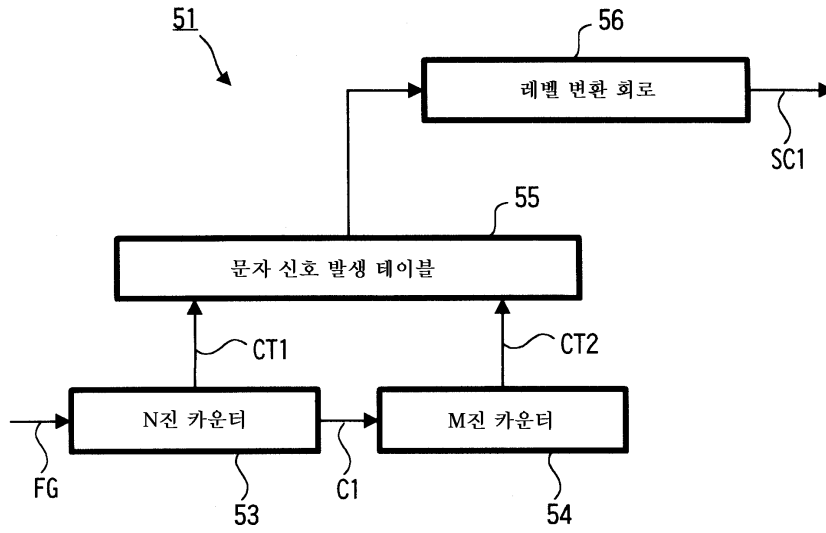 51
56
레벨 변환 회로
SC1
55
문자 신호 발생 테이블
CT1
CT2
N진 카운터
M진 카운터
FG
53
C1
54